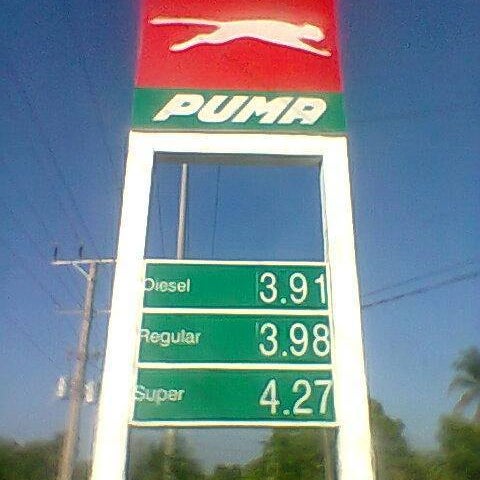 PUMA
Diesel 3.91
Regular 3.98
Super 4.27